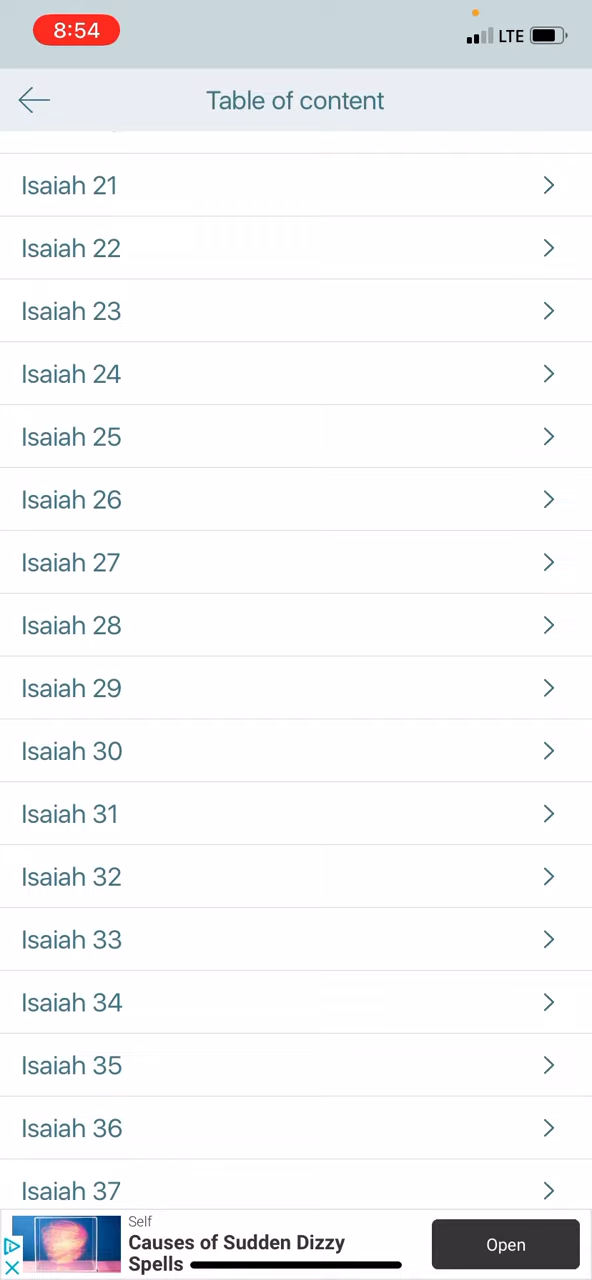 8:54
LTE
Table of content
Isaiah 21
Isaiah 22
Isaiah 23
Isaiah 24
Isaiah 25
Isaiah 26
Isaiah 27
Isaiah 28
Isaiah 29
Isaiah 30
Isaiah 31
Isaiah 32
Isaiah 33
Isaiah 34
Isaiah 35
Isaiah 36
Isaiah 37
Self
Causes of Sudden Dizzy
Spells
Open